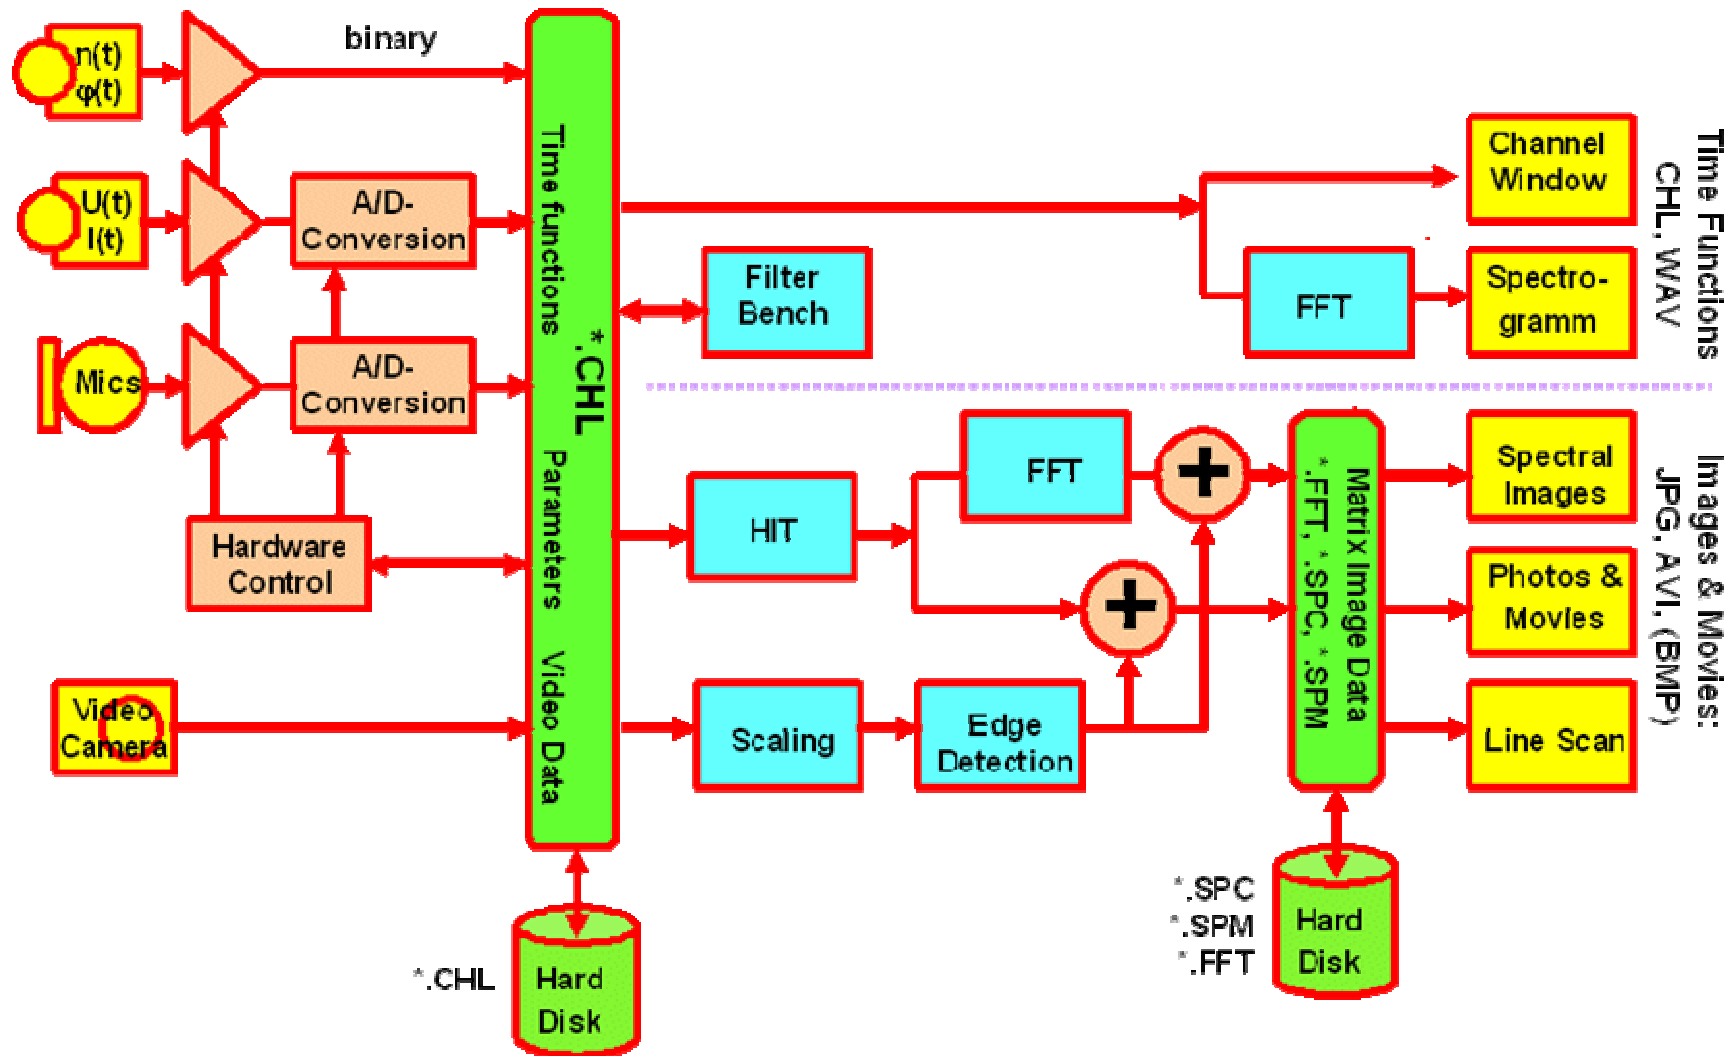 n(t)
φ(t)
binary
U(t)
I(t)
A/D-
Conversion
Mics
A/D-
Conversion
Hardware
Control
Video
Camera
Time functions
*.CHL
Parameters
Video Data
*.CHL
Hard
Disk
Filter
Bench
Channel
Window
FFT
Spectro-
gramm
Time Functions
CHL, WAV
HIT
FFT
+
+
Scaling
Edge
Detection
Matrix Image Data
*.FFT, *.SPC, *.SPM
Spectral
Images
Photos &
Movies
Line Scan
Images & Movies:
JPG, AVI, (BMP)
*.SPC
*.SPM
*.FFT
Hard
Disk